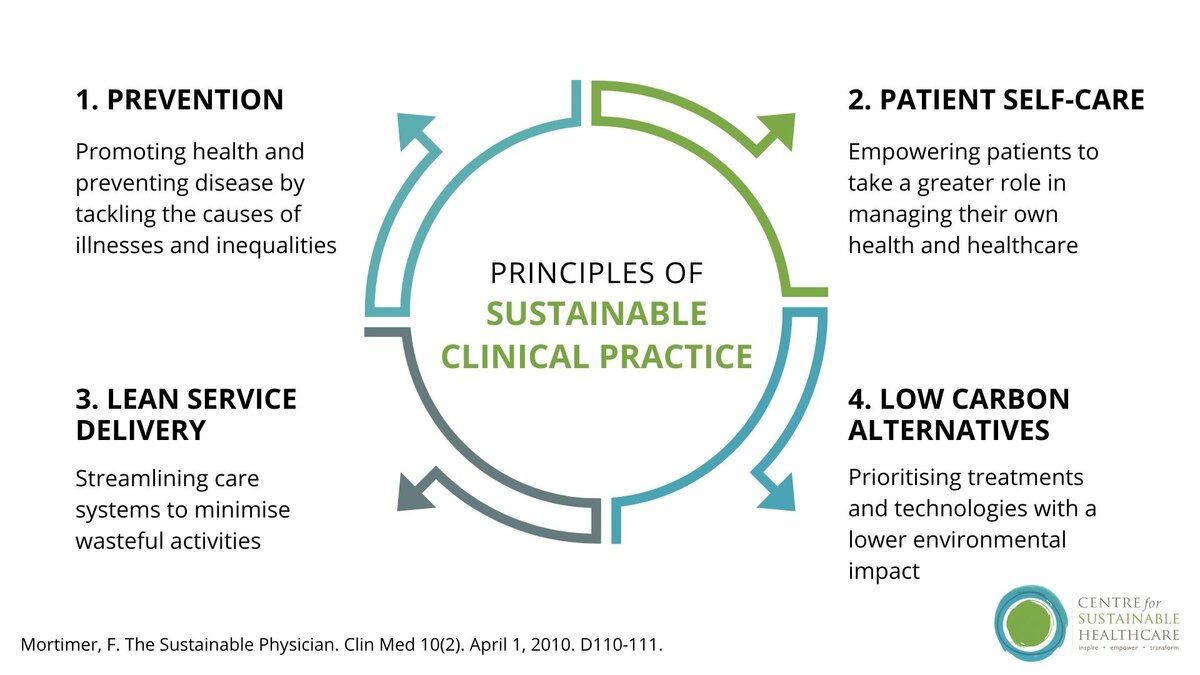 1. PREVENTION
Promoting health and
preventing disease by
tackling the causes of
illnesses and inequalities
2. PATIENT SELF-CARE
Empowering patients to
take a greater role in
managing their own
health and healthcare
PRINCIPLES OF
SUSTAINABLE
CLINICAL PRACTICE
3. LEAN SERVICE
DELIVERY
Streamlining care
systems to minimise
wasteful activities
4. LOW CARBON
ALTERNATIVES
Prioritising treatments
and technologies with a
lower environmental
impact
CENTRE for
SUSTAINABLE
HEALTHCARE
inspire • empower • transform
Mortimer, F. The Sustainable Physician. Clin Med 10(2). April 1, 2010. D110-111.